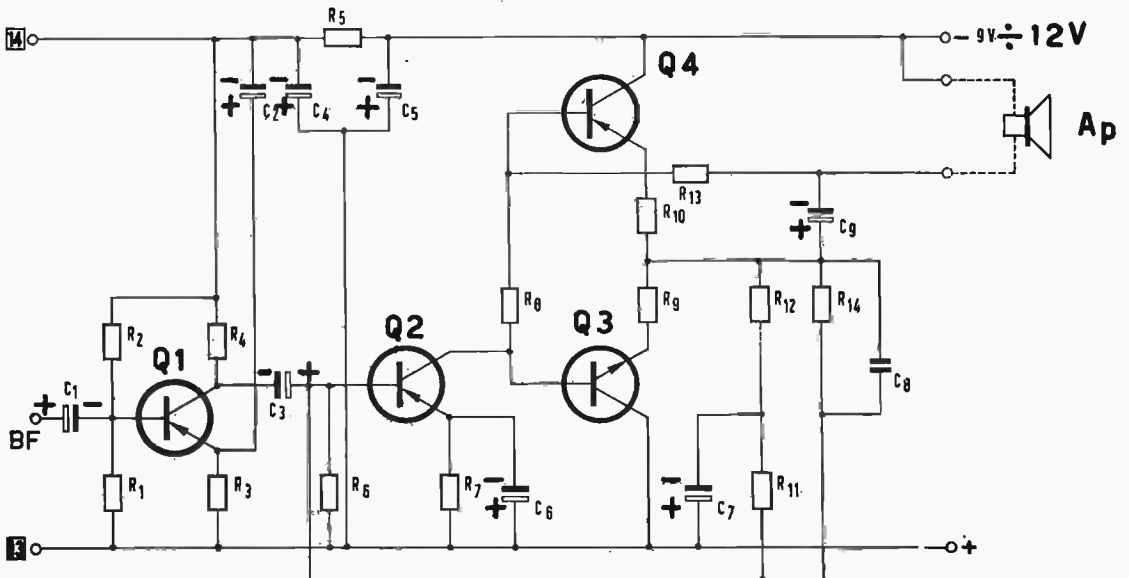 14
R5
- 9V÷12V
Q4
- + C2
- + C4
- + C5
Ap
R13
R10
- + C9
R2
R4
R8
R9
R12
R14
Q1
Q2
Q3
+ C1 -
- C3 +
C8
BF
R1
R3
R6
R7
- + C6
- + C7
R11
+